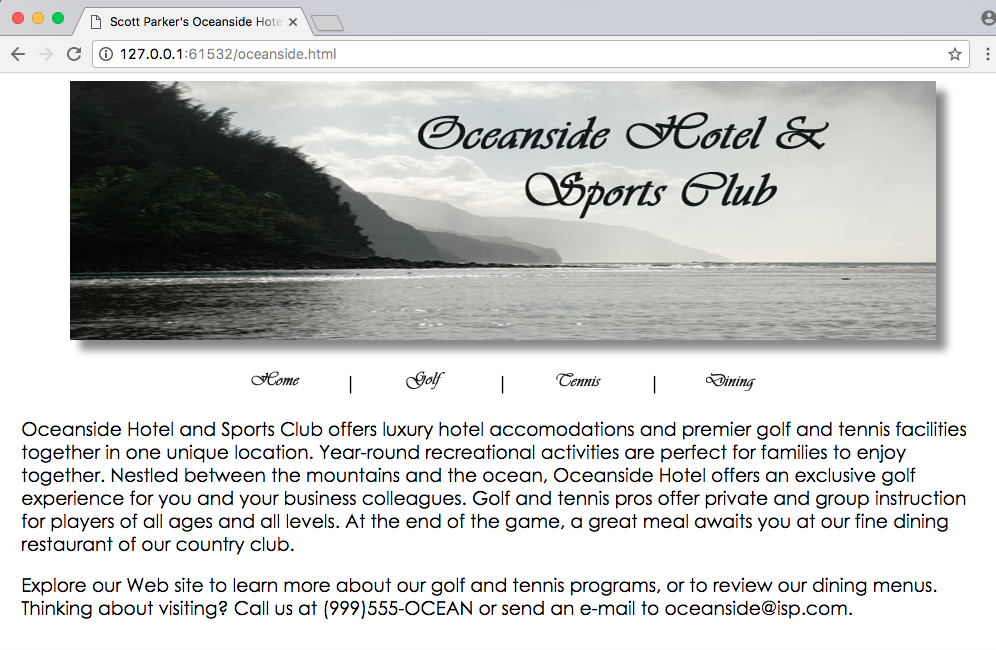 Scott Parker's Oceanside Hote
127.0.0.1:61532/oceanside.html
Oceanside Hotel &
Sports Club
Home | Golf | Tennis | Dining
Oceanside Hotel and Sports Club offers luxury hotel accomodations and premier golf and tennis facilities
together in one unique location. Year-round recreational activities are perfect for families to enjoy
together. Nestled between the mountains and the ocean, Oceanside Hotel offers an exclusive golf
experience for you and your business colleagues. Golf and tennis pros offer private and group instruction
for players of all ages and all levels. At the end of the game, a great meal awaits you at our fine dining
restaurant of our country club.
Explore our Web site to learn more about our golf and tennis programs, or to review our dining menus.
Thinking about visiting? Call us at (999)555-OCEAN or send an e-mail to oceanside@isp.com.